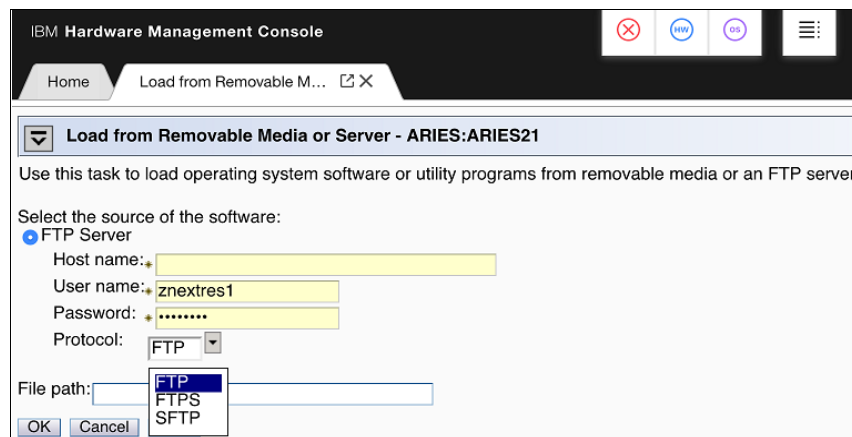 IBM Hardware Management Console
HW
OS
Home
Load from Removable M...
Load from Removable Media or Server - ARIES:ARIES21
Use this task to load operating system software or utility programs from removable media or an FTP server
Select the source of the software:
FTP Server
Host name:
User name: znextres1
Password: ••••••••
Protocol: FTP
FTP
FTPS
SFTP
File path:
OK Cancel